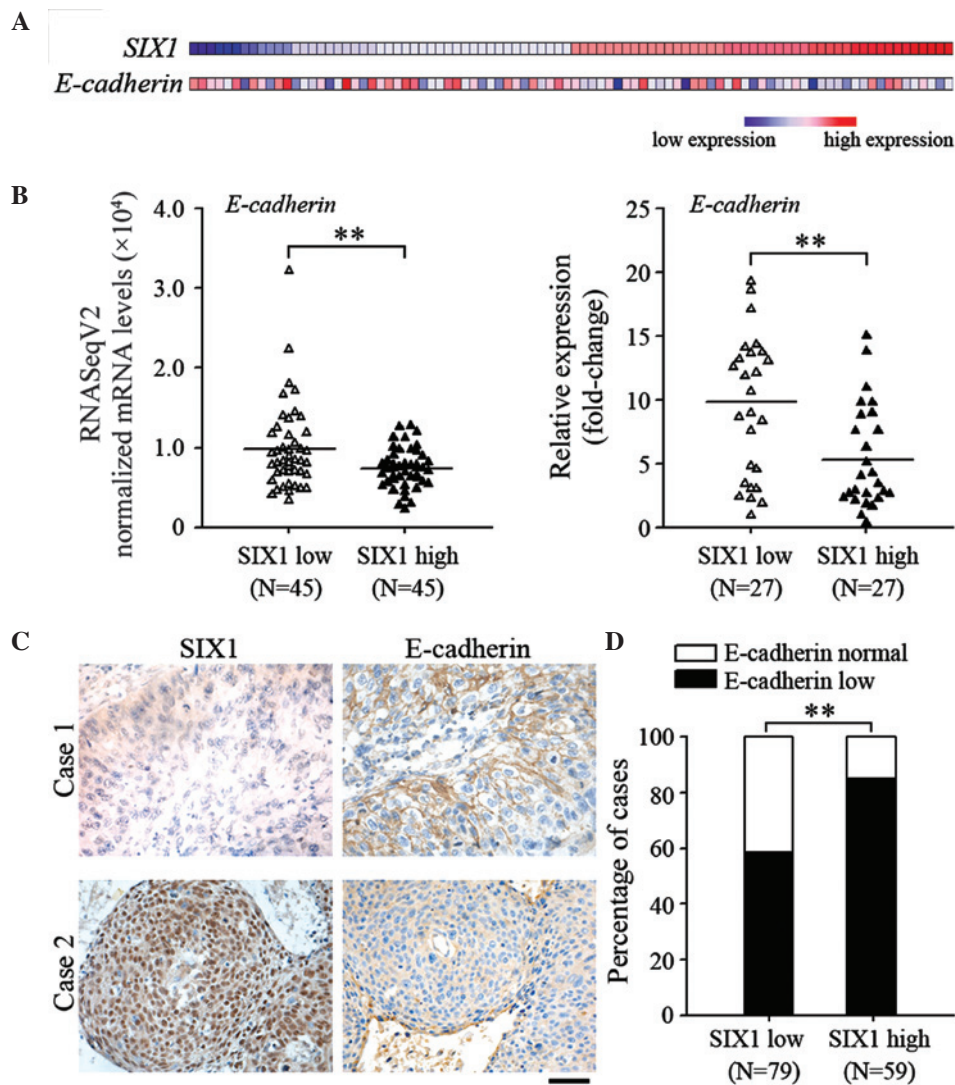 A
SIX1
E-cadherin
low expression
high expression
B
RNASeqV2
normalized mRNA levels (×10⁴)
4.0
3.0
2.0
1.0
0
E-cadherin
**
SIX1 low
(N=45)
SIX1 high
(N=45)
Relative expression
(fold-change)
25
20
15
10
5
0
E-cadherin
**
SIX1 low
(N=27)
SIX1 high
(N=27)
C
SIX1
E-cadherin
Case 1
Case 2
D
E-cadherin normal
E-cadherin low
**
Percentage of cases
100
80
60
40
20
0
SIX1 low
(N=79)
SIX1 high
(N=59)